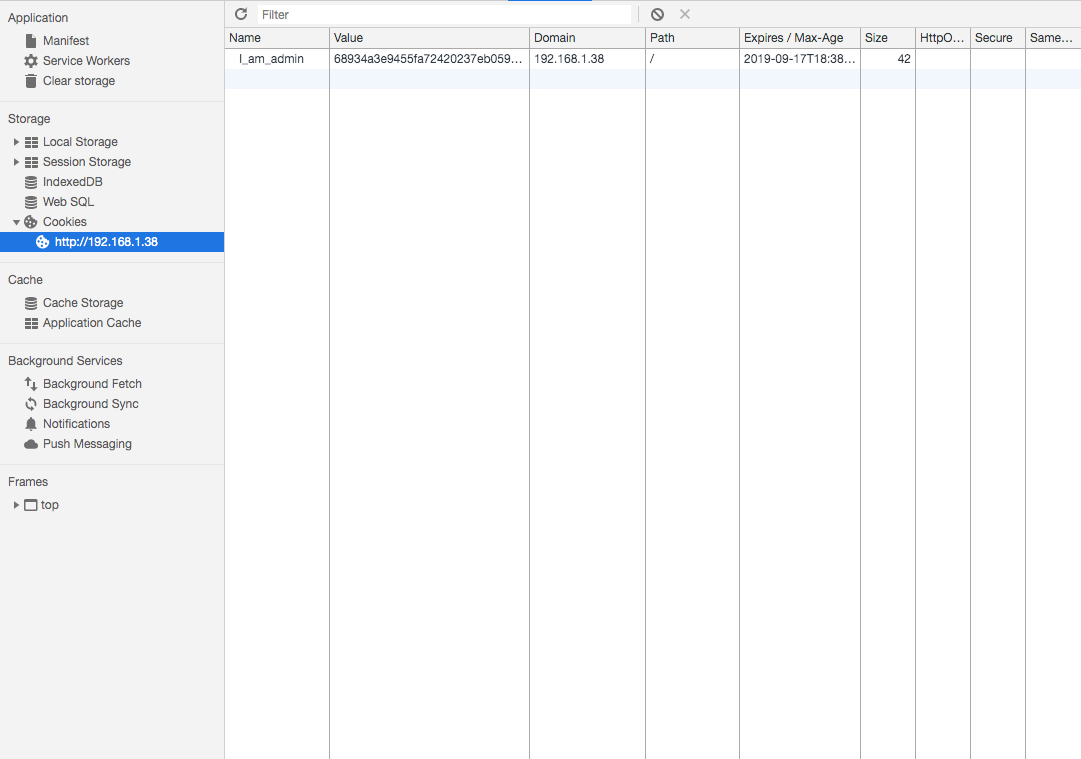 Application
Manifest
Service Workers
Clear storage
Storage
Local Storage
Session Storage
IndexedDB
Web SQL
Cookies
http://192.168.1.38
Cache
Cache Storage
Application Cache
Background Services
Background Fetch
Background Sync
Notifications
Push Messaging
Frames
top
Filter
Name Value Domain Path Expires / Max-Age Size HttpO... Secure Same...
I_am_admin 68934a3e9455fa72420237eb059... 192.168.1.38 / 2019-09-17T18:38... 42